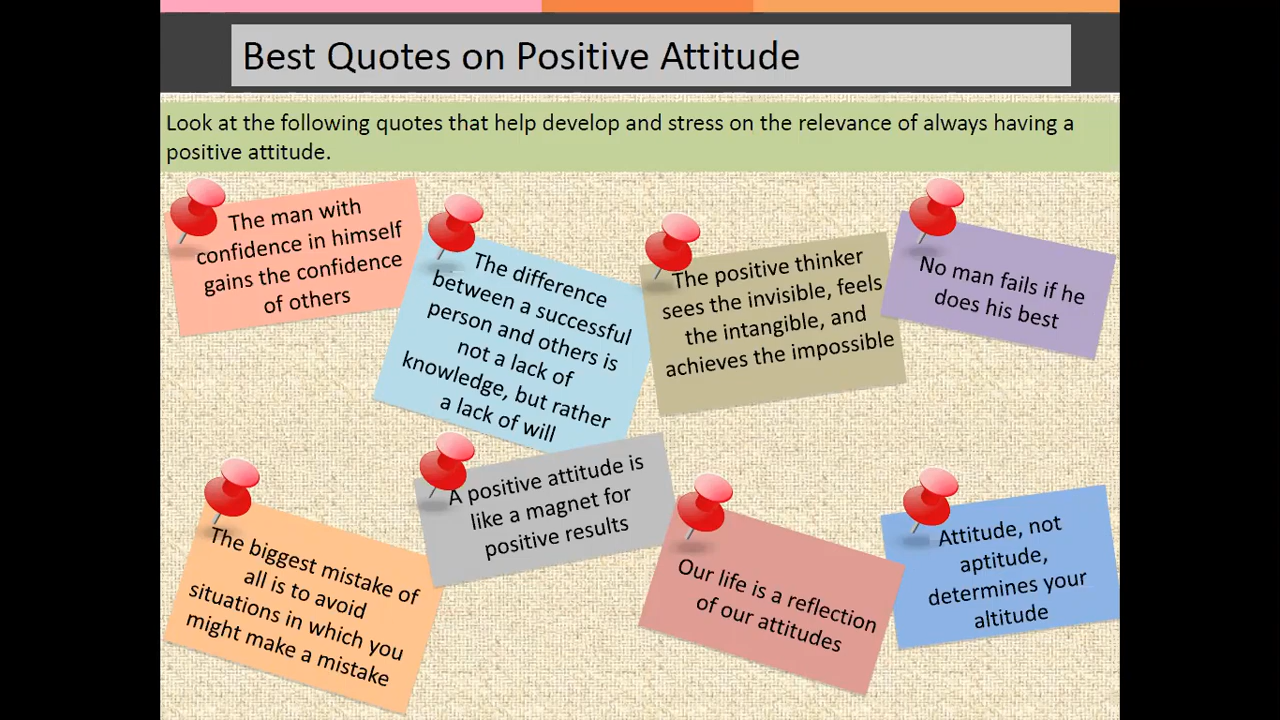 Best Quotes on Positive Attitude
Look at the following quotes that help develop and stress on the relevance of always having a
positive attitude.
The man with
confidence in himself
gains the confidence
of others
The difference
between a successful
person and others is
not a lack of
knowledge, but rather
a lack of will
The positive thinker
sees the invisible, feels
the intangible, and
achieves the impossible
No man fails if he
does his best
The biggest mistake of
all is to avoid
situations in which you
might make a mistake
A positive attitude is
like a magnet for
positive results
Our life is a reflection
of our attitudes
Attitude, not
aptitude,
determines your
altitude